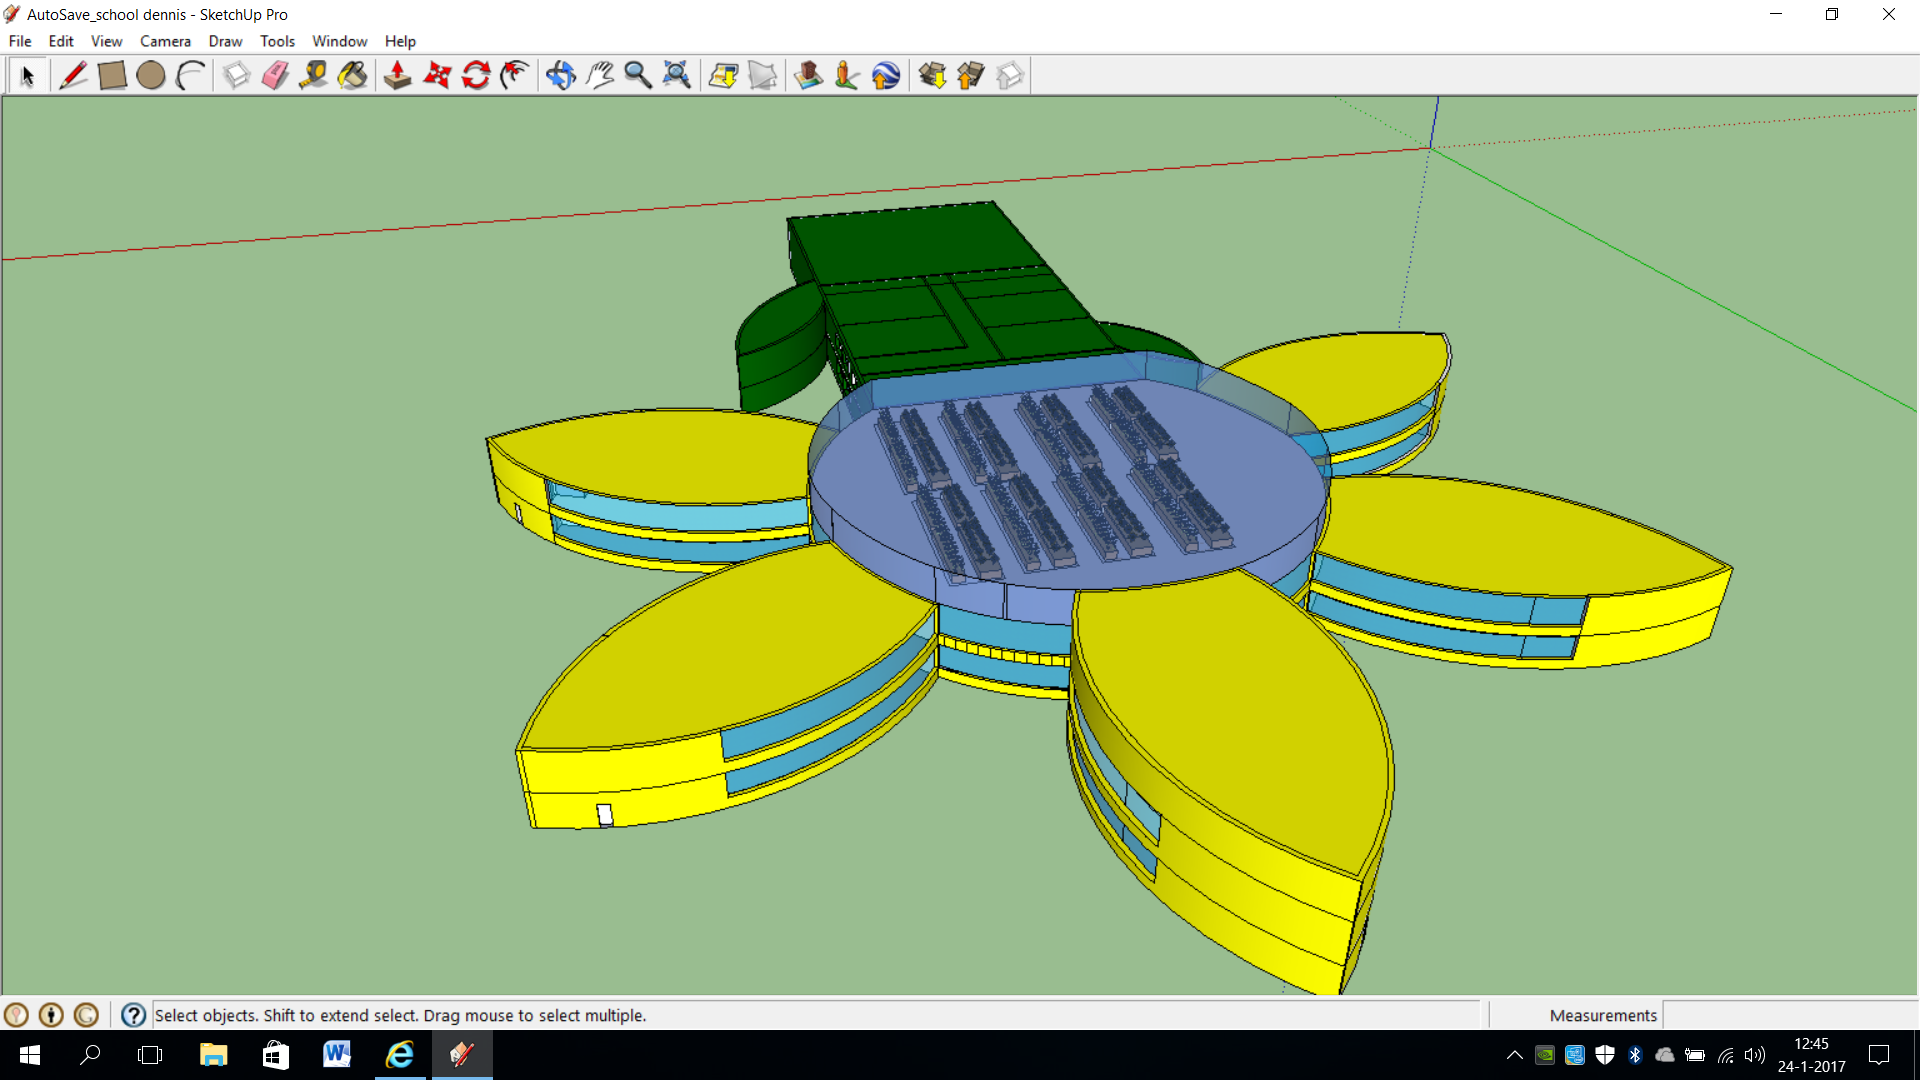 AutoSave_school dennis - SketchUp Pro
File Edit View Camera Draw Tools Window Help
Select objects. Shift to extend select. Drag mouse to select multiple.
Measurements
12:45
24-1-2017